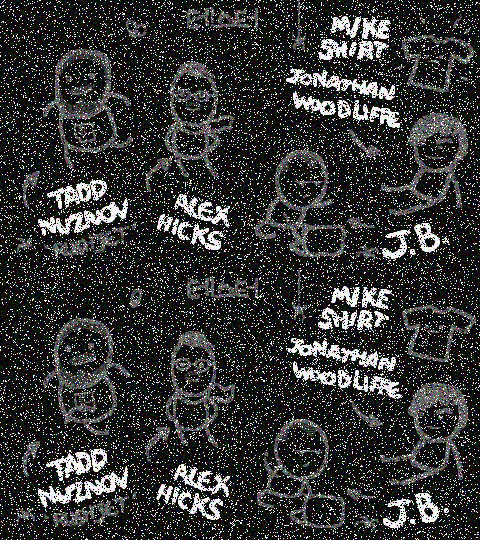 MIKE
SHIRT
JONATHAN
WOODLIFFE
TADD
NUZNOV
ALEX
HICKS
J.B.
MIKE
SHIRT
JONATHAN
WOODLIFFE
TADD
NUZNOV
ALEX
HICKS
J.B.